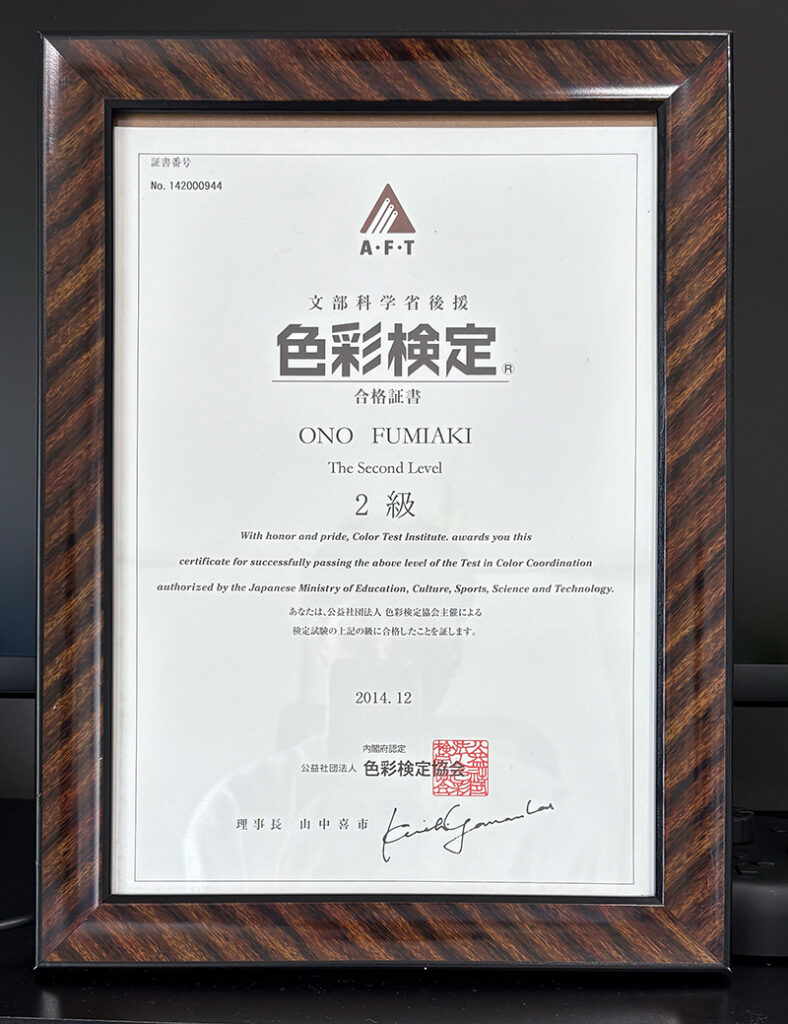 証書番号
No. 142000944
A・F・T
文部科学省後援
色彩検定®
合格証書
ONO FUMIAKI
The Second Level
2 級
With honor and pride, Color Test Institute. awards you this
certificate for successfully passing the above level of the Test in Color Coordination
authorized by the Japanese Ministry of Education, Culture, Sports, Science and Technology.
あなたは、公益社団法人 色彩検定協会主催による
検定試験の上記の級に合格したことを証します。
2014. 12
内閣府認定
公益社団法人 色彩検定協会
理事長 山中喜市